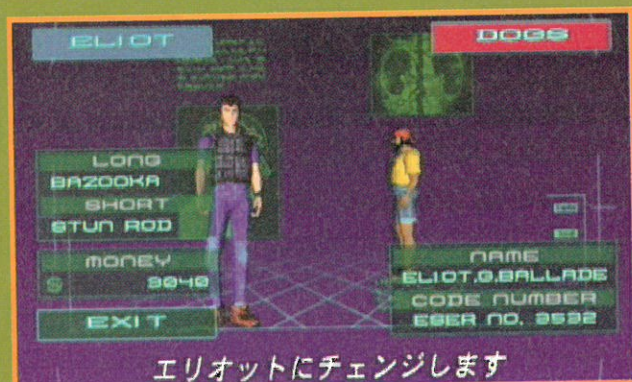 ELIOT
DOGS
LONG
BAZOOKA
SHORT
STUN ROD
MONEY
$ 3040
EXIT
NAME
ELIOT.G.BALLADE
CODE NUMBER
EBER NO. 3532
エリオットにチェンジします